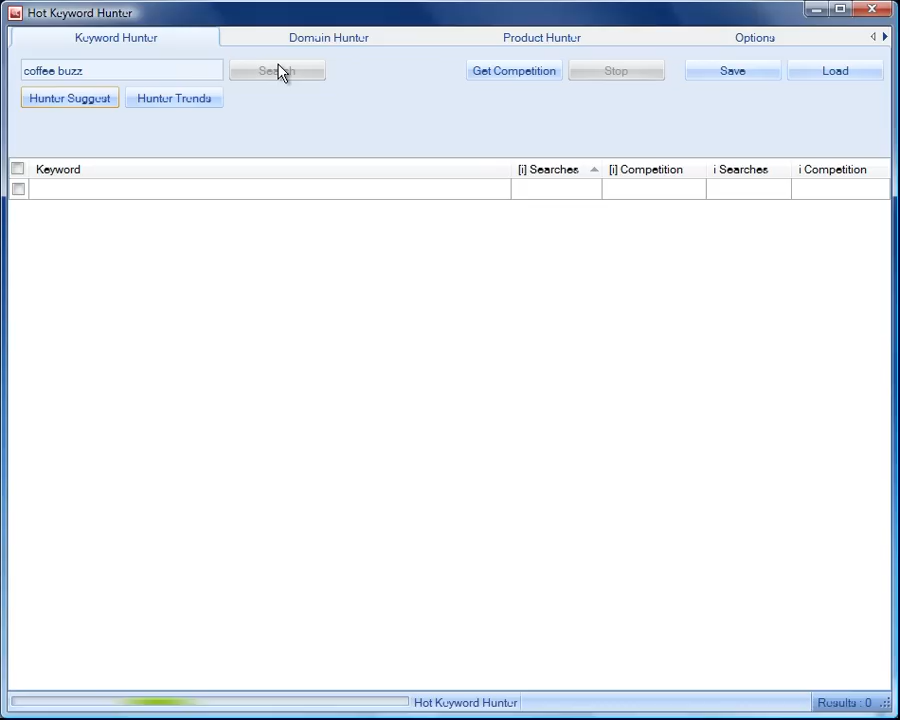 Hot Keyword Hunter
Keyword Hunter Domain Hunter Product Hunter Options
coffee buzz Search Get Competition Stop Save Load
Hunter Suggest Hunter Trends
Keyword [i] Searches [i] Competition i Searches i Competition
Hot Keyword Hunter Results : 0